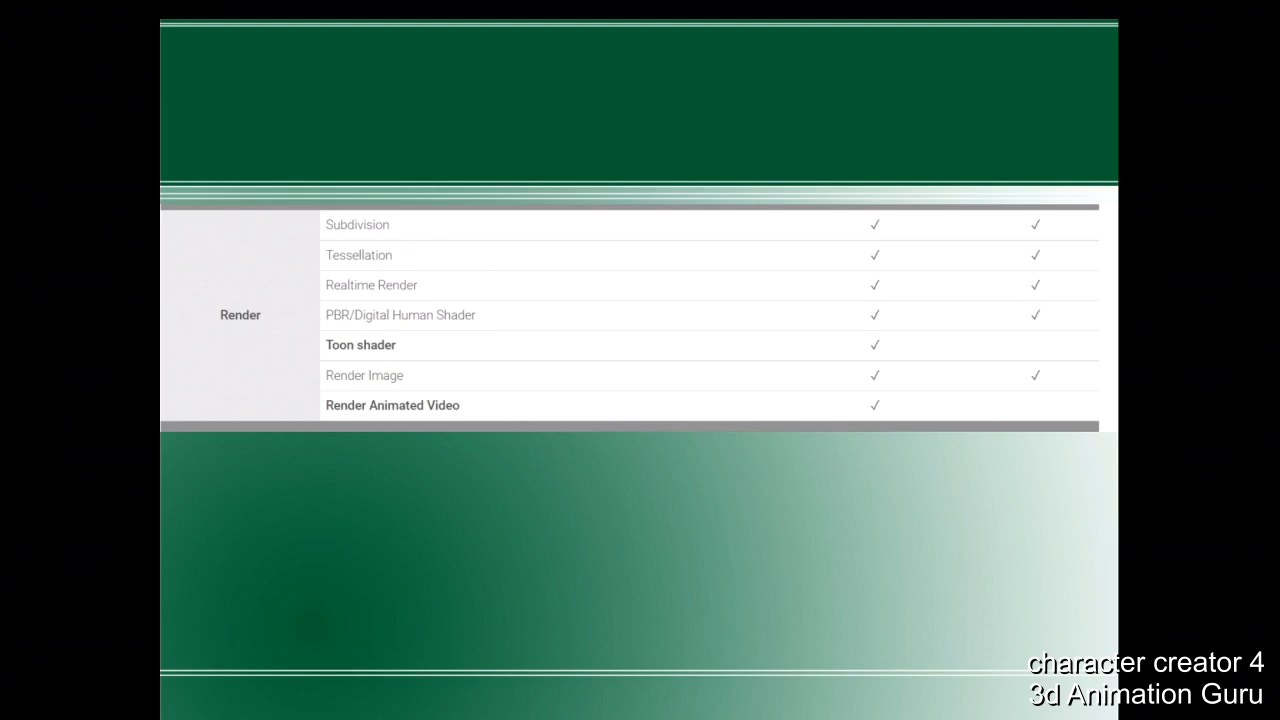 Subdivision ✓ ✓
Tessellation ✓ ✓
Realtime Render ✓ ✓
Render PBR/Digital Human Shader ✓ ✓
Toon shader ✓
Render Image ✓ ✓
Render Animated Video ✓
character creator 4
3d Animation Guru